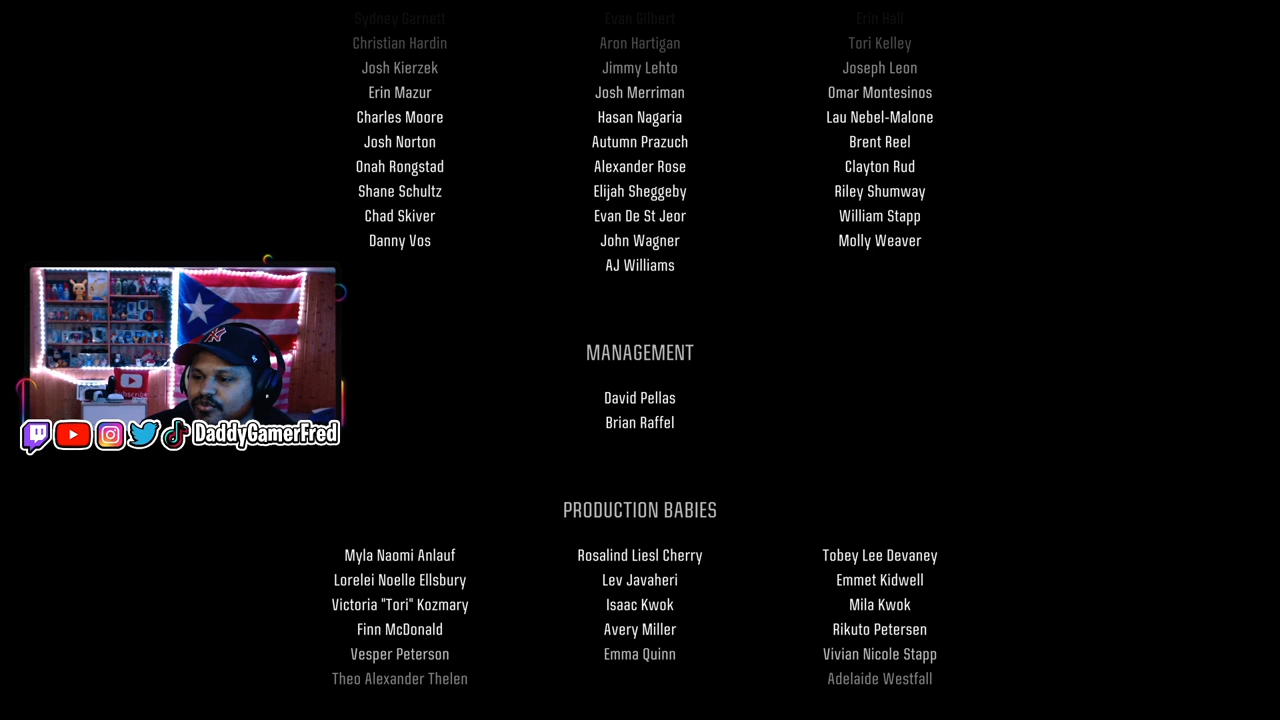 Sydney Garnett Evan Gilbert Erin Hall
Christian Hardin Aron Hartigan Tori Kelley
Josh Kierzek Jimmy Lehto Joseph Leon
Erin Mazur Josh Merriman Omar Montesinos
Charles Moore Hasan Nagaria Lau Nebel-Malone
Josh Norton Autumn Prazuch Brent Reel
Onah Rongstad Alexander Rose Clayton Rud
Shane Schultz Elijah Sheggeby Riley Shumway
Chad Skiver Evan De St Jeor William Stapp
Danny Vos John Wagner Molly Weaver
AJ Williams
MANAGEMENT
David Pellas
Brian Raffel
DaddyGamerFred
PRODUCTION BABIES
Myla Naomi Anlauf Rosalind Liesl Cherry Tobey Lee Devaney
Lorelei Noelle Ellsbury Lev Javaheri Emmet Kidwell
Victoria "Tori" Kozmary Isaac Kwok Mila Kwok
Finn McDonald Avery Miller Rikuto Petersen
Vesper Peterson Emma Quinn Vivian Nicole Stapp
Theo Alexander Thelen Adelaide Westfall